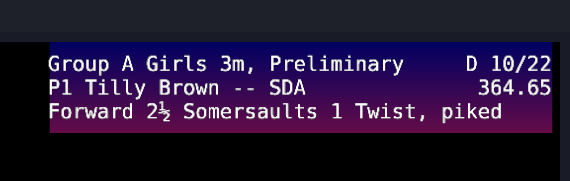 Group A Girls 3m, Preliminary D 10/22
P1 Tilly Brown -- SDA 364.65
Forward 2½ Somersaults 1 Twist, piked